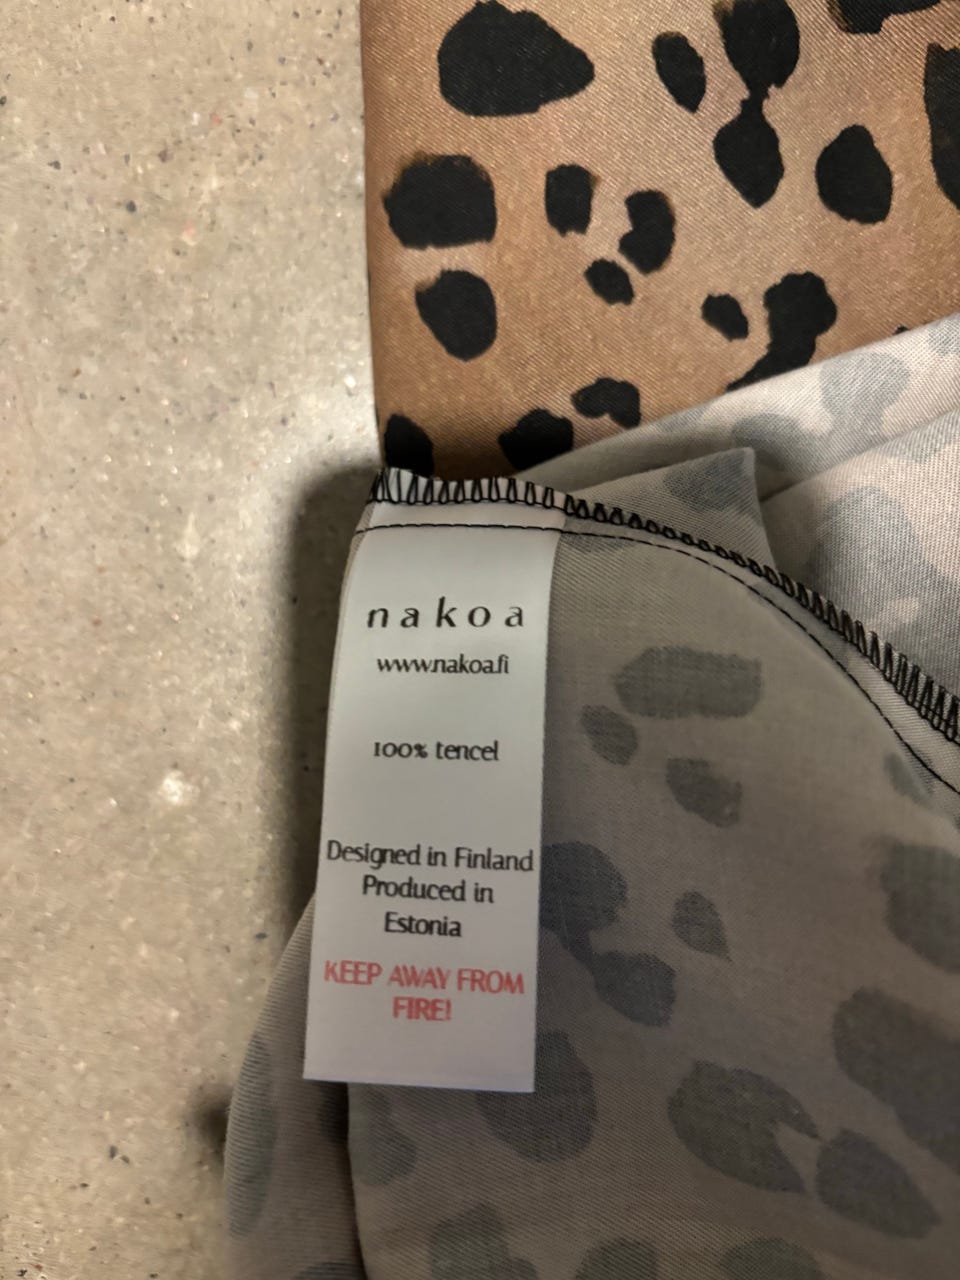 nakoa
www.nakoa.fi
100% tencel
Designed in Finland
Produced in
Estonia
KEEP AWAY FROM
FIRE!